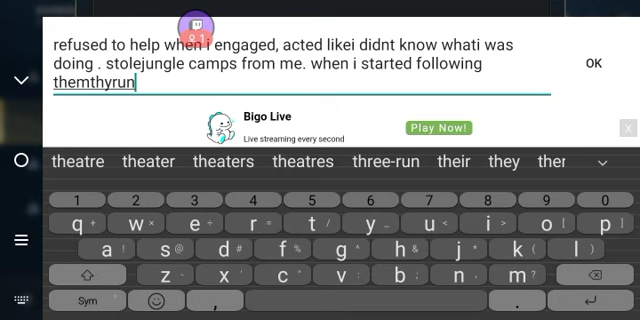 1
refused to help when i engaged, acted likei didnt know whati was
doing . stolejungle camps from me. when i started following
themthyrun
OK
Bigo Live
Live streaming every second
Play Now!
X
theatre theater theaters theatres three-run their they ther
1 2 3 4 5 6 7 8 9 0
q + w × e ÷ r = t / y _ u < i > o [ p ]
a ! s @ d # f % g ^ h & j * k ( l )
z - x ' c " v : b ; n , m ?
Sym , .